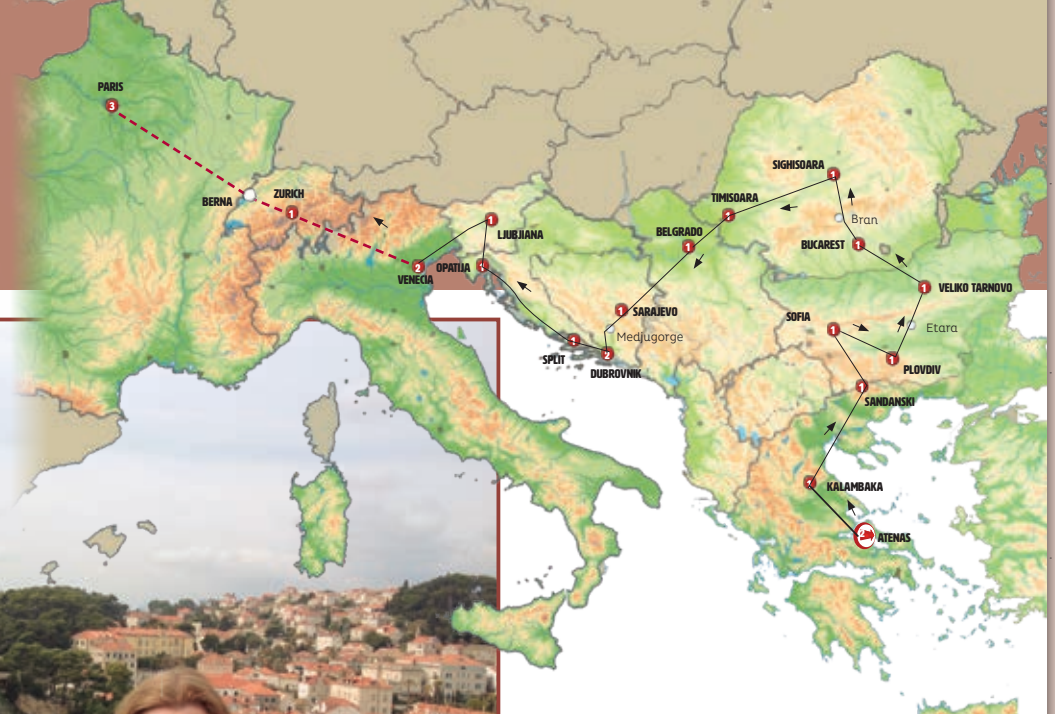 PARIS
3
BERNA
ZURICH
1
2
VENECIA
1
LJUBJIANA
OPATIJA
1
SPLIT
1
2
DUBROVNIK
Medjugorge
1
SARAJEVO
BELGRADO
1
TIMISOARA
1
SIGHISOARA
1
Bran
BUCAREST
1
1
VELIKO TARNOVO
Etara
SOFIA
1
1
PLOVDIV
1
SANDANSKI
KALAMBAKA
2
ATENAS